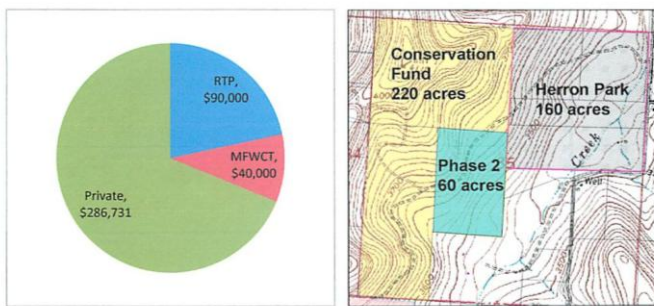 RTP,
$90,000
MFWCT,
$40,000
Private,
$286,731
Conservation
Fund
220 acres
Herron Park
160 acres
Phase 2
60 acres
Creek
Well